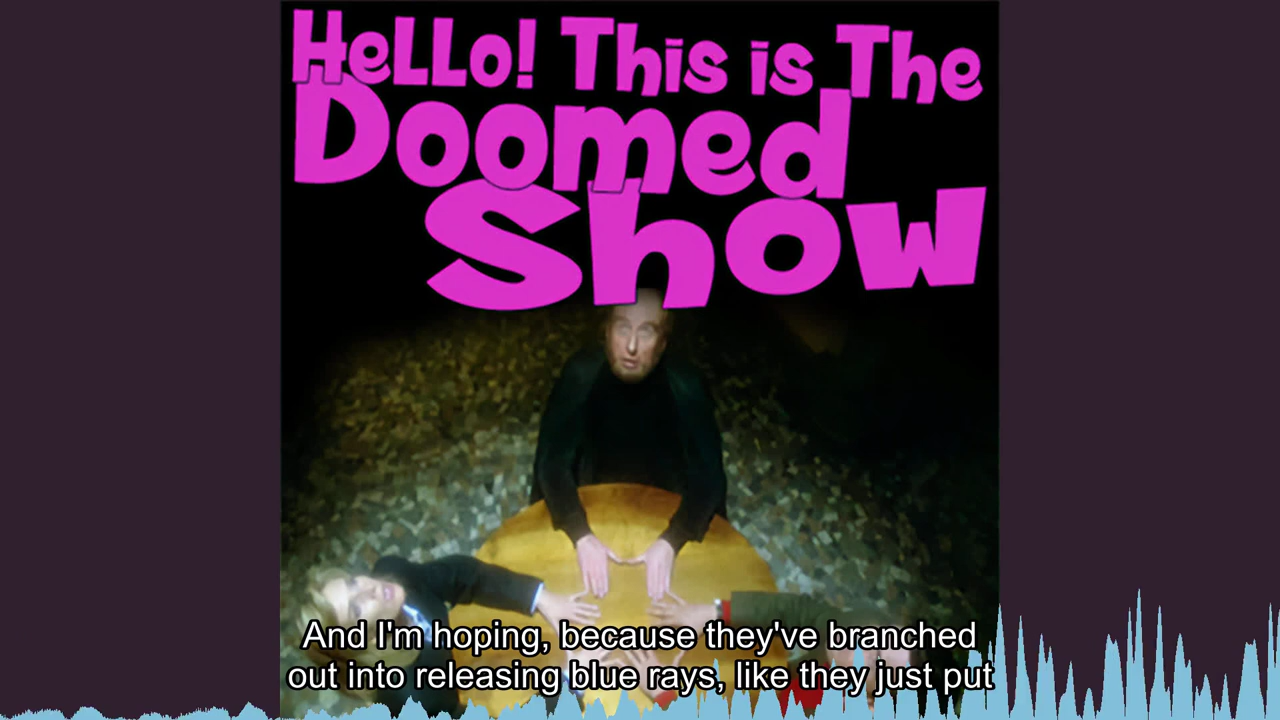 HeLLo! This is The
Doomed
Show
And I'm hoping, because they've branched
out into releasing blue rays, like they just put